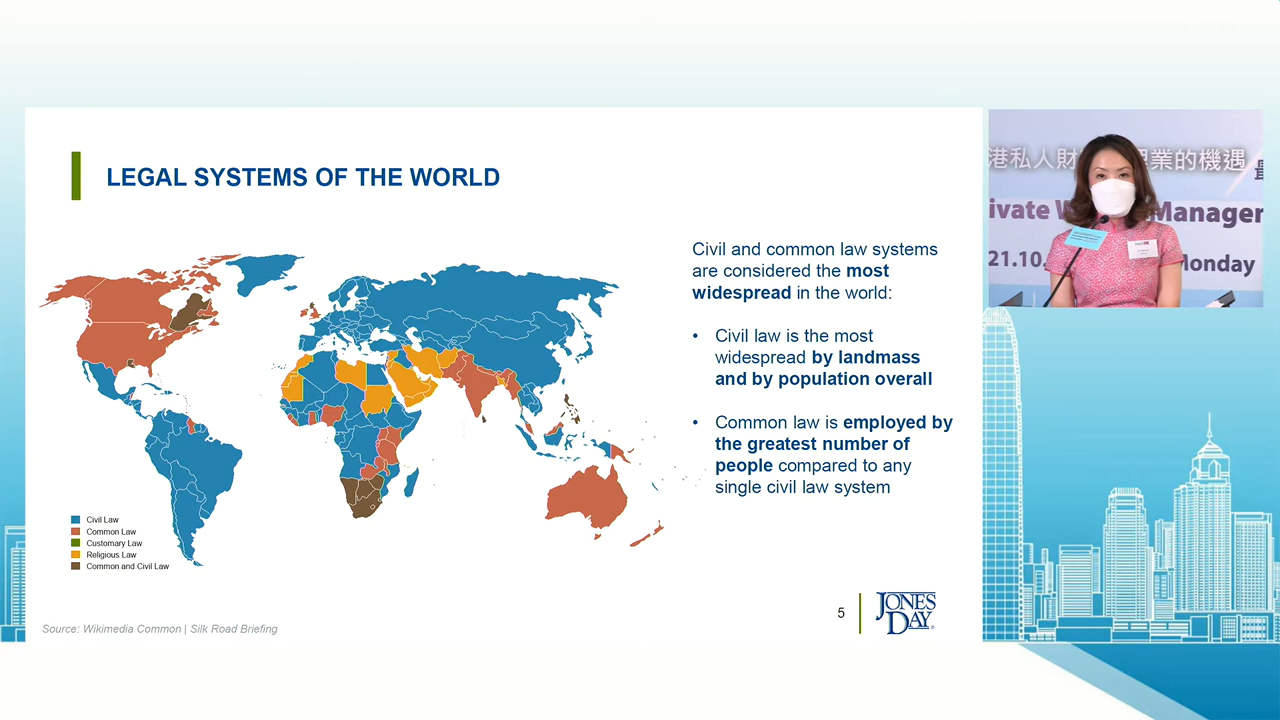 LEGAL SYSTEMS OF THE WORLD
Civil and common law systems
are considered the most
widespread in the world:
• Civil law is the most
widespread by landmass
and by population overall
• Common law is employed by
the greatest number of
people compared to any
single civil law system
Civil Law
Common Law
Customary Law
Religious Law
Common and Civil Law
Source: Wikimedia Common | Silk Road Briefing
5
JONES
DAY
港私人財 業的機遇
ivate W Manager
21.10. Monday